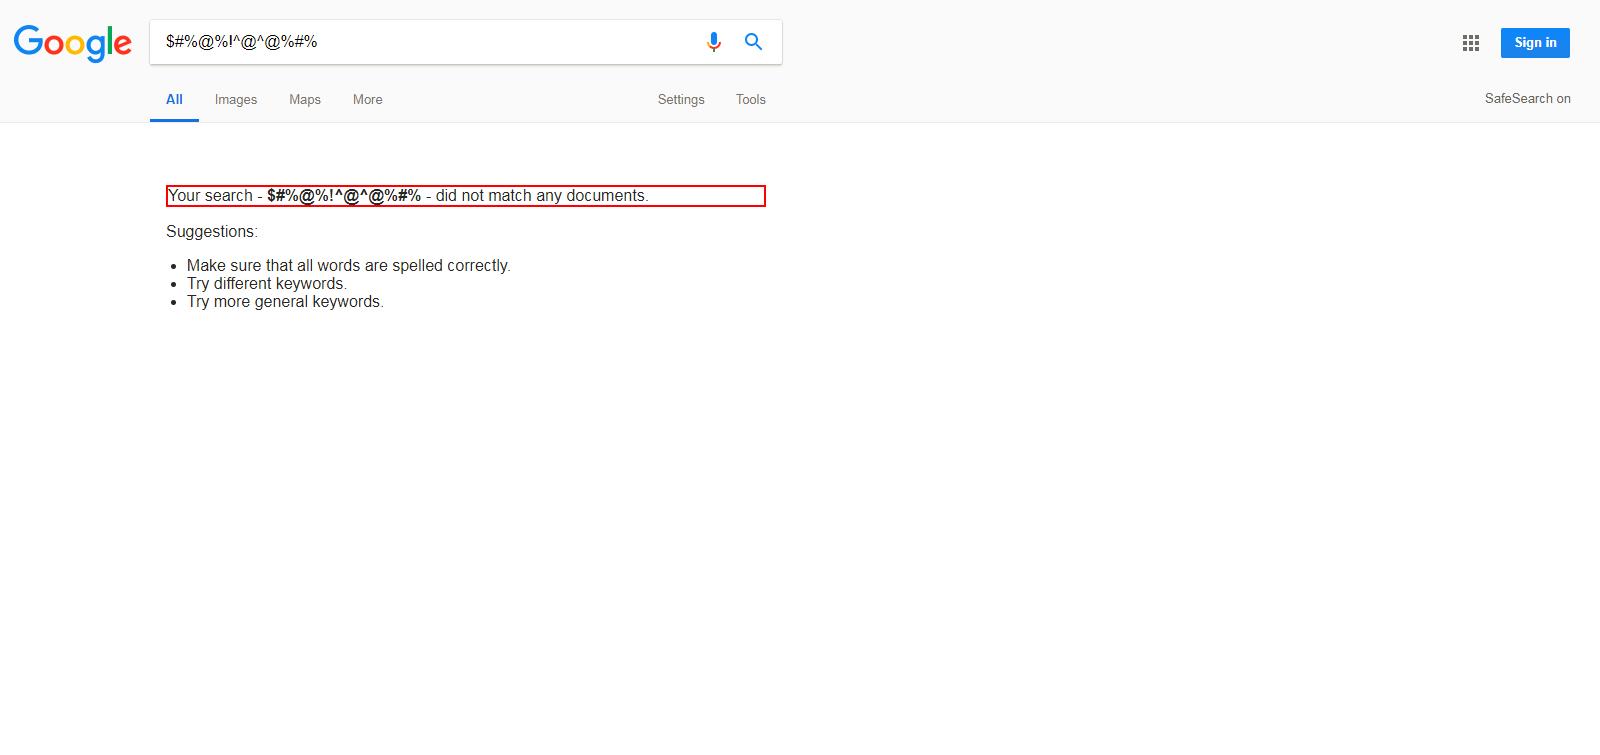 Google
$#%@%!^@^@%#%
Sign in
All Images Maps More Settings Tools SafeSearch on
Your search - $#%@%!^@^@%#% - did not match any documents.
Suggestions:
• Make sure that all words are spelled correctly.
• Try different keywords.
• Try more general keywords.